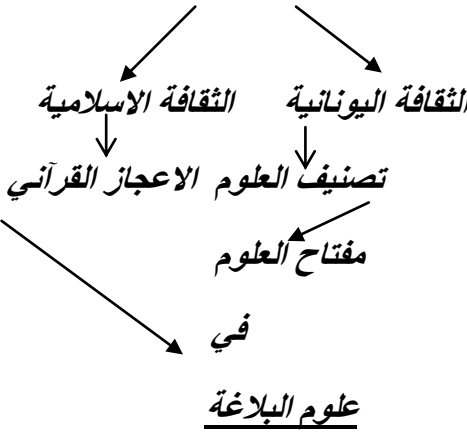 الثقافة اليونانية الثقافة الاسلامية
تصنيف العلوم الاعجاز القرآني
مفتاح العلوم
في
علوم البلاغة